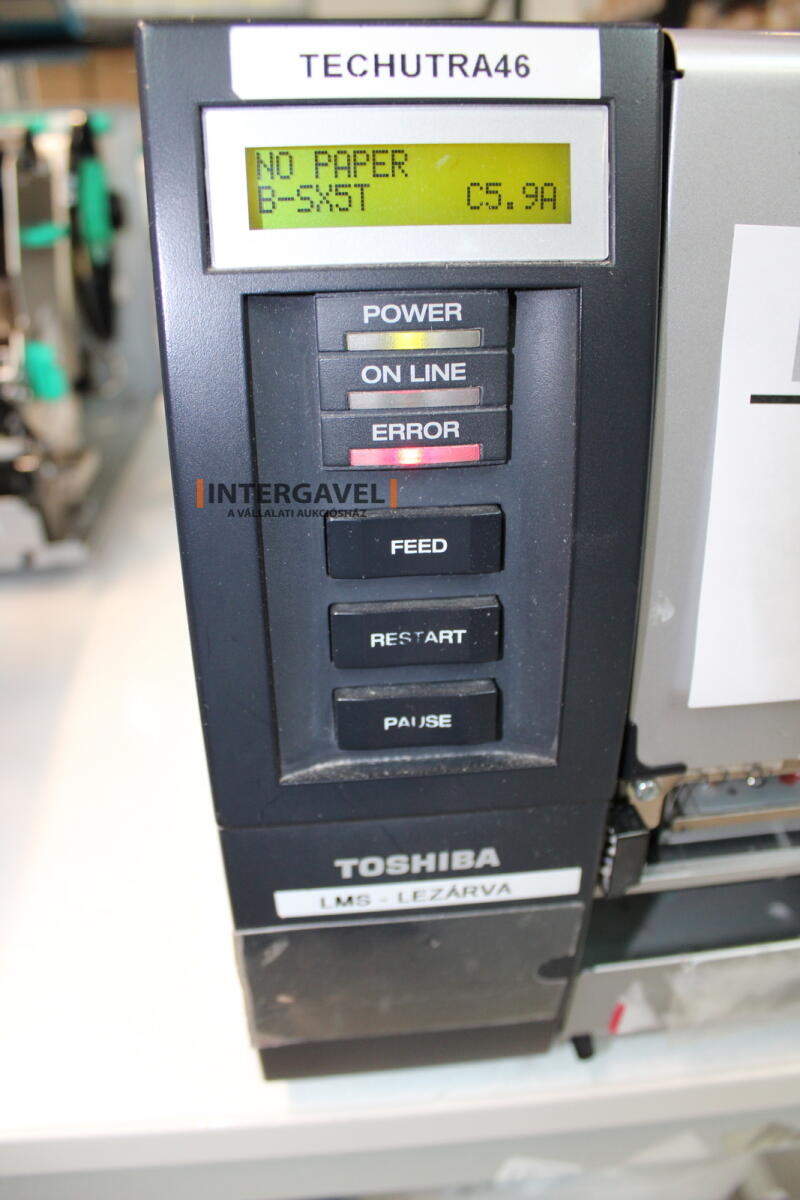 TECHUTRA46
NO PAPER
B-SX5T C5.9A
POWER
ON LINE
ERROR
INTERGAVEL
A VÁLLALATI AUKCIÓSHÁZ
FEED
RESTART
PAUSE
TOSHIBA
LMS - LEZÁRVA